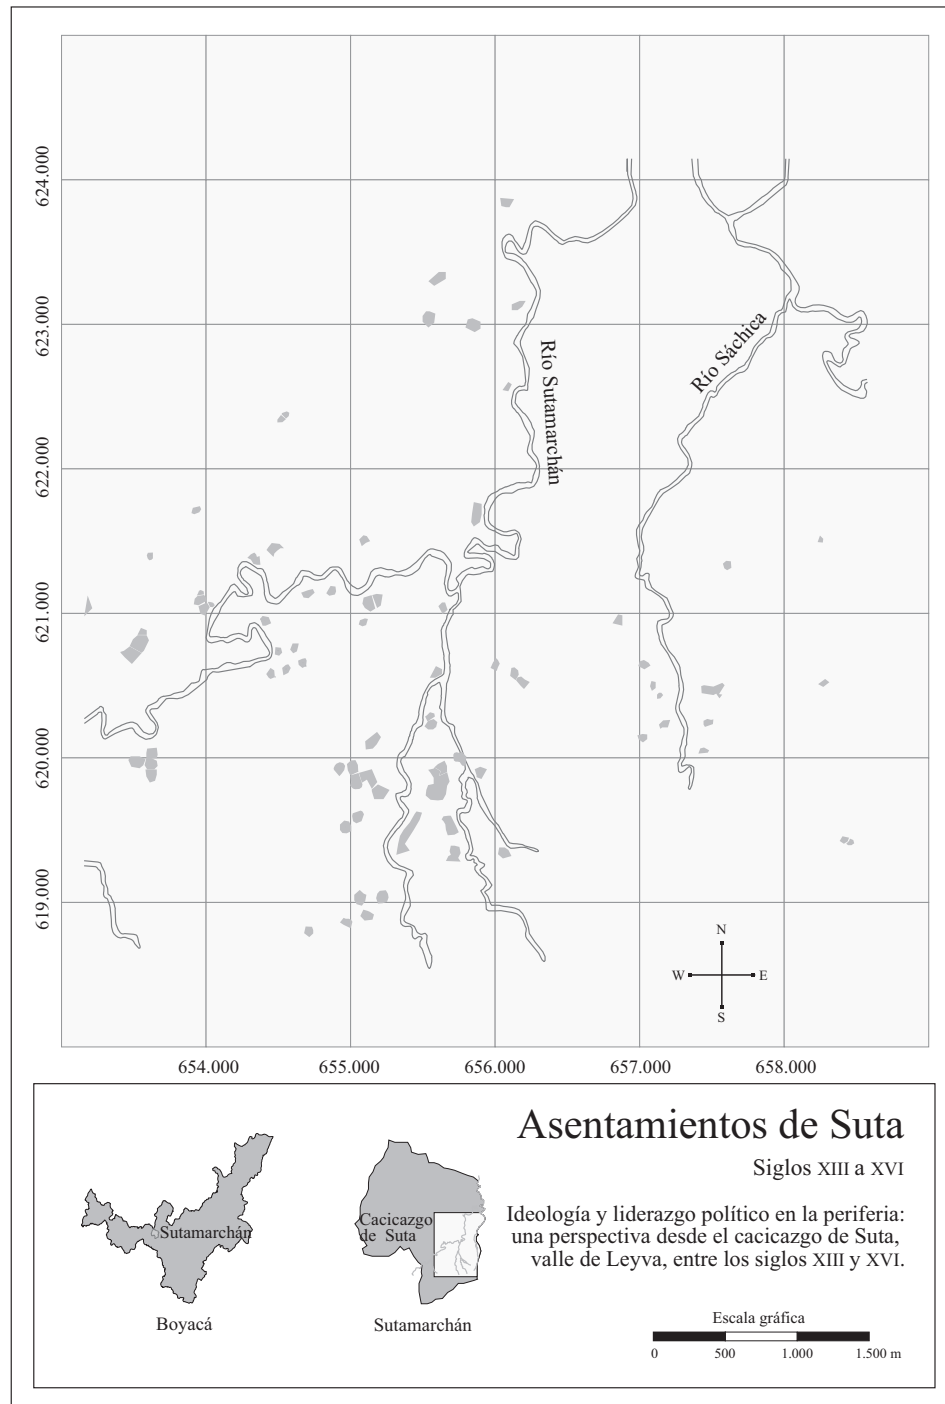 624.000
623.000
622.000
621.000
620.000
619.000
Río Sutamarchán
Río Sáchica
N
W
E
S
654.000
655.000
656.000
657.000
658.000
Asentamientos de Suta
Siglos XIII a XVI
Ideología y liderazgo político en la periferia:
una perspectiva desde el cacicazgo de Suta,
valle de Leyva, entre los siglos XIII y XVI.
Sutamarchán
Boyacá
Cacicazgo
de Suta
Sutamarchán
Escala gráfica
0
500
1.000
1.500 m